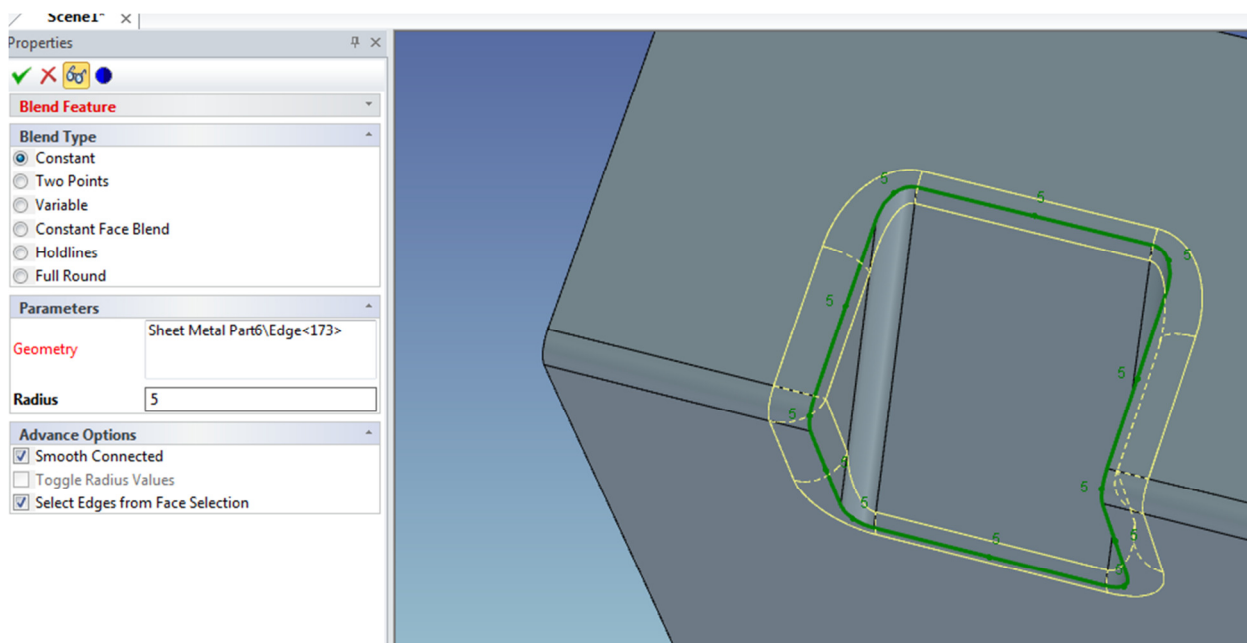 Scene1*
Properties
Blend Feature
Blend Type
Constant
Two Points
Variable
Constant Face Blend
Holdlines
Full Round
Parameters
Geometry
Sheet Metal Part6\Edge<173>
Radius
5
Advance Options
Smooth Connected
Toggle Radius Values
Select Edges from Face Selection
5
5
5
5
5
5
5
5
5
5
5
5